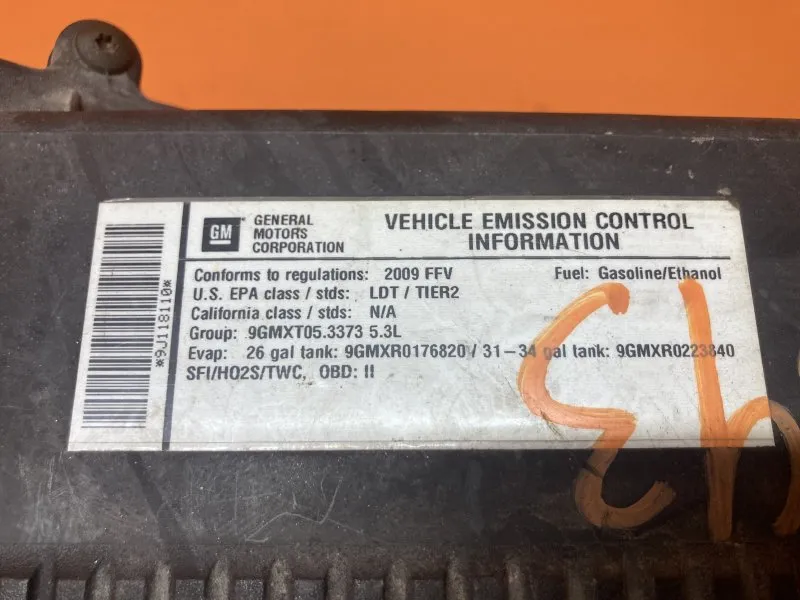 GM
GENERAL
MOTORS
CORPORATION
VEHICLE EMISSION CONTROL
INFORMATION
Conforms to regulations: 2009 FFV Fuel: Gasoline/Ethanol
U.S. EPA class / stds: LDT / TIER2
California class / stds: N/A
Group: 9GMXT05.3373 5.3L
Evap: 26 gal tank: 9GMXR0176820 / 31-34 gal tank: 9GMXR0223840
SFI/HO2S/TWC, OBD: II
*9J118110*